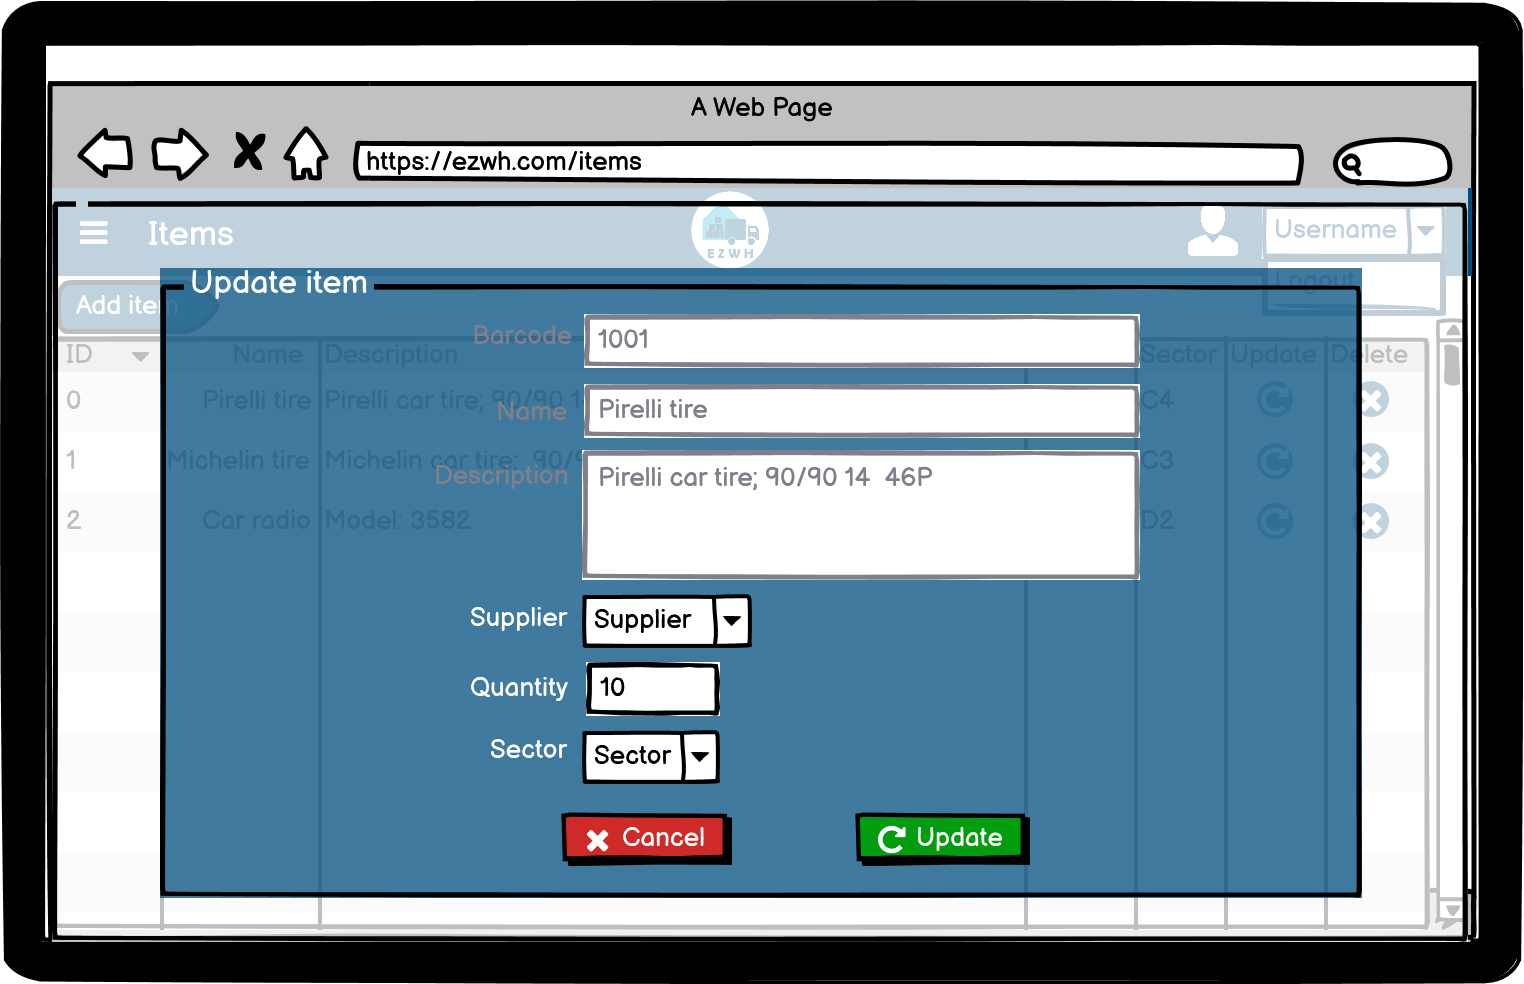 A Web Page
https://ezwh.com/items
Items
EZWH
Username
Logout
Add item
Update item
ID Name Description Sector Update Delete
0 Pirelli tire Pirelli car tire; 90/90 1 C4
1 Michelin tire Michelin car tire; 90/9 C3
2 Car radio Model: 3582 D2
Barcode 1001
Name Pirelli tire
Description Pirelli car tire; 90/90 14 46P
Supplier Supplier
Quantity 10
Sector Sector
Cancel Update